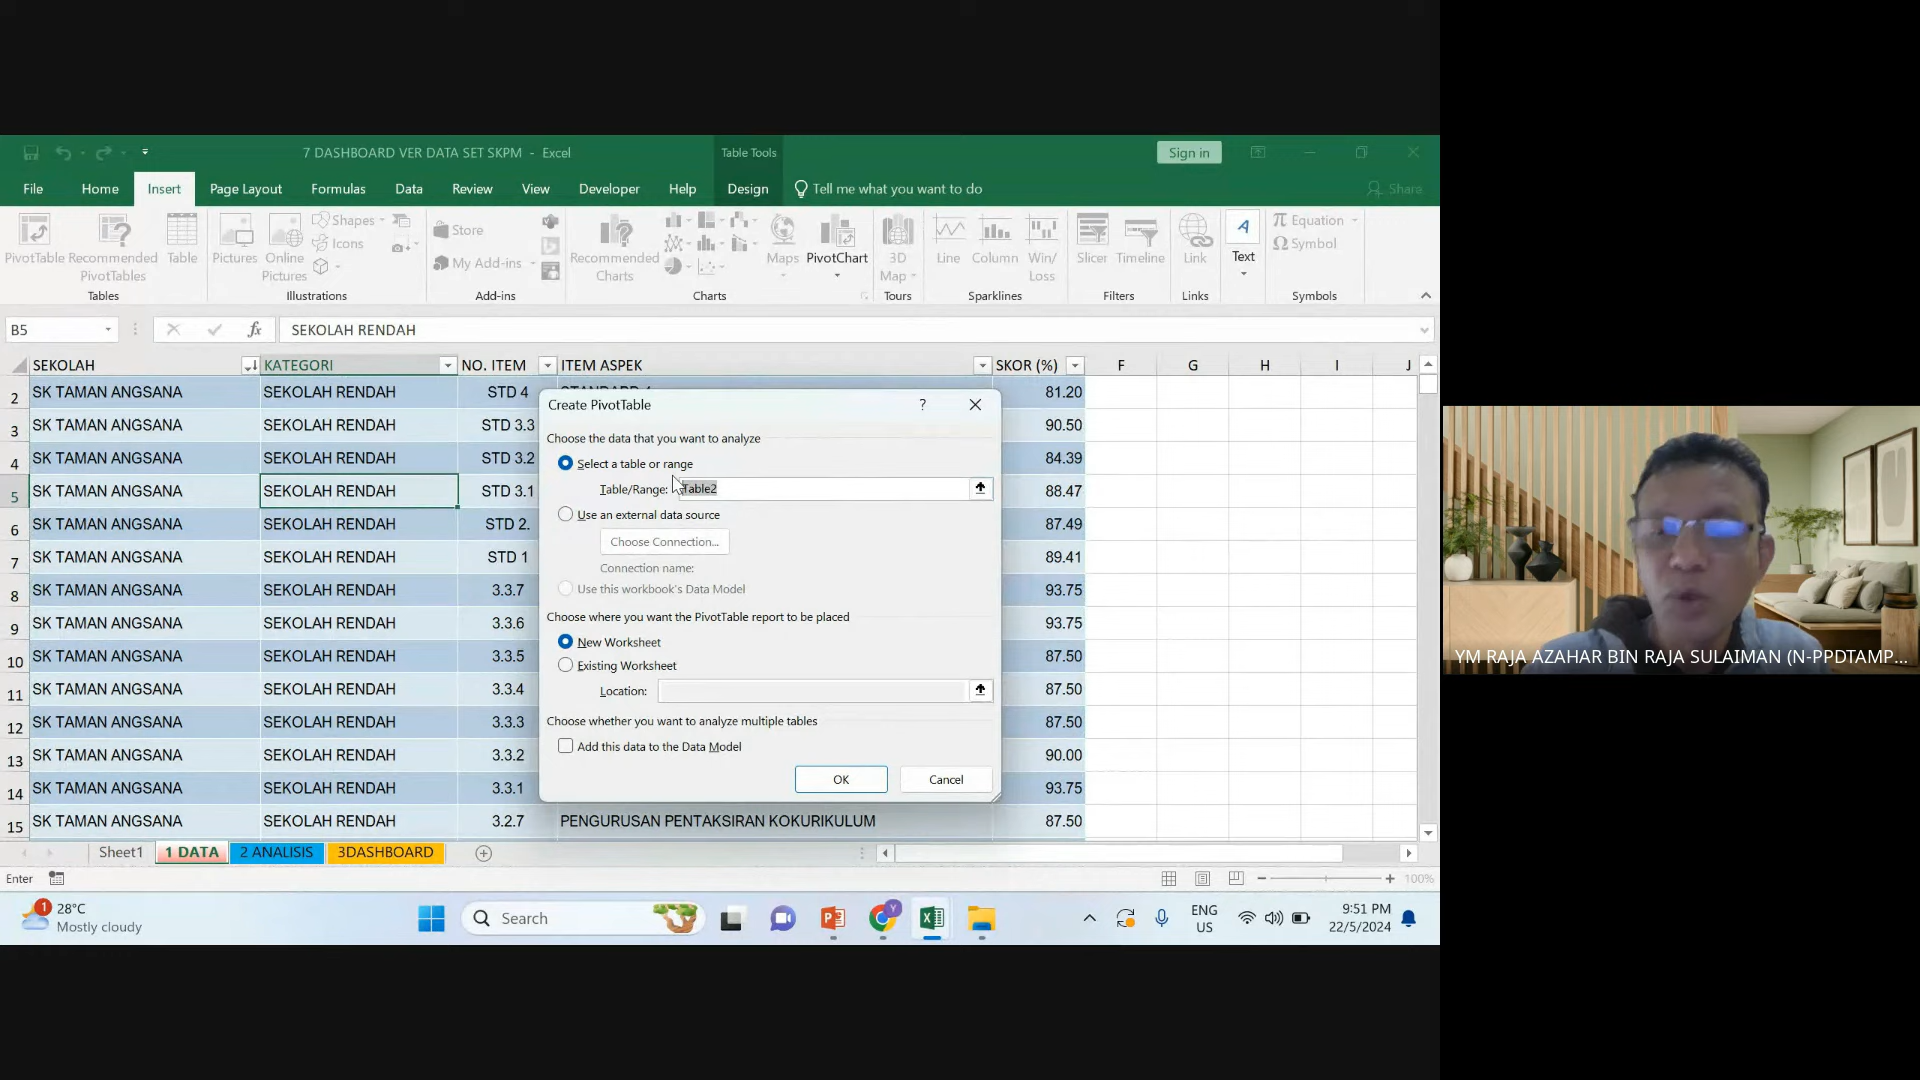 7 DASHBOARD VER DATA SET SKPM - Excel
Table Tools
Sign in
File Home Insert Page Layout Formulas Data Review View Developer Help Design Tell me what you want to do Share
PivotTable Recommended PivotTables Table
Pictures Online Pictures Shapes Icons
Store
My Add-ins
Recommended Charts
Maps PivotChart 3D Map
Line Column Win/Loss
Slicer Timeline Link Text
Equation
Symbol
Tables Illustrations Add-ins Charts Tours Sparklines Filters Links Symbols
B5 fx SEKOLAH RENDAH
SEKOLAH KATEGORI NO. ITEM ITEM ASPEK SKOR (%) F G H I J
2 SK TAMAN ANGSANA SEKOLAH RENDAH STD 4 81.20
3 SK TAMAN ANGSANA SEKOLAH RENDAH STD 3.3 90.50
4 SK TAMAN ANGSANA SEKOLAH RENDAH STD 3.2 84.39
5 SK TAMAN ANGSANA SEKOLAH RENDAH STD 3.1 88.47
6 SK TAMAN ANGSANA SEKOLAH RENDAH STD 2. 87.49
7 SK TAMAN ANGSANA SEKOLAH RENDAH STD 1 89.41
8 SK TAMAN ANGSANA SEKOLAH RENDAH 3.3.7 93.75
9 SK TAMAN ANGSANA SEKOLAH RENDAH 3.3.6 93.75
10 SK TAMAN ANGSANA SEKOLAH RENDAH 3.3.5 87.50
11 SK TAMAN ANGSANA SEKOLAH RENDAH 3.3.4 87.50
12 SK TAMAN ANGSANA SEKOLAH RENDAH 3.3.3 87.50
13 SK TAMAN ANGSANA SEKOLAH RENDAH 3.3.2 90.00
14 SK TAMAN ANGSANA SEKOLAH RENDAH 3.3.1 93.75
15 SK TAMAN ANGSANA SEKOLAH RENDAH 3.2.7 PENGURUSAN PENTAKSIRAN KOKURIKULUM 87.50
Create PivotTable ?
Choose the data that you want to analyze
Select a table or range
Table/Range: Table2
Use an external data source
Choose Connection...
Connection name:
Use this workbook's Data Model
Choose where you want the PivotTable report to be placed
New Worksheet
Existing Worksheet
Location:
Choose whether you want to analyze multiple tables
Add this data to the Data Model
OK Cancel
Sheet1 1 DATA 2 ANALISIS 3DASHBOARD
Enter 100%
1
28°C
Mostly cloudy
Search
Y
ENG
US
9:51 PM
22/5/2024
YM RAJA AZAHAR BIN RAJA SULAIMAN (N-PPDTAMP...